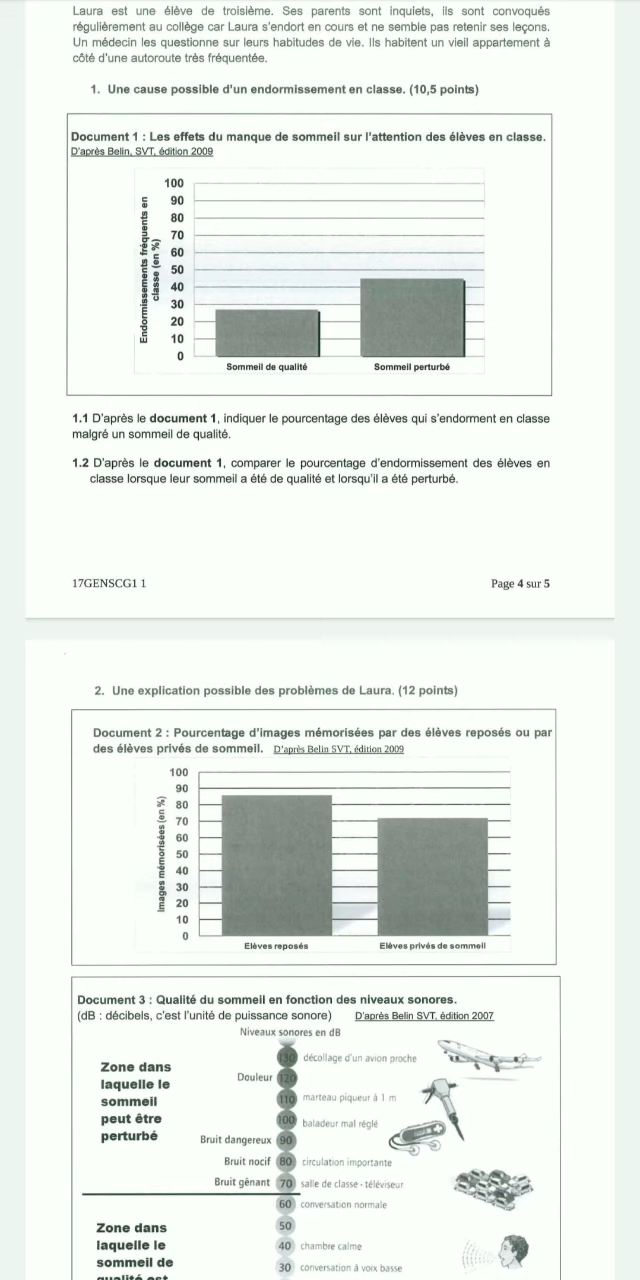 Laura est une élève de troisième. Ses parents sont inquiets, ils sont convoqués
régulièrement au collège car Laura s'endort en cours et ne semble pas retenir ses leçons.
Un médecin les questionne sur leurs habitudes de vie. Ils habitent un vieil appartement à
côté d'une autoroute très fréquentée.
1. Une cause possible d'un endormissement en classe. (10,5 points)
Document 1 : Les effets du manque de sommeil sur l'attention des élèves en classe.
D'après Belin, SVT, édition 2009
Endormissements fréquents en
classe (en %)
100
90
80
70
60
50
40
30
20
10
0
Sommeil de qualité Sommeil perturbé
1.1 D'après le document 1, indiquer le pourcentage des élèves qui s'endorment en classe
malgré un sommeil de qualité.
1.2 D'après le document 1, comparer le pourcentage d'endormissement des élèves en
classe lorsque leur sommeil a été de qualité et lorsqu'il a été perturbé.
17GENSCG1 1 Page 4 sur 5
2. Une explication possible des problèmes de Laura. (12 points)
Document 2 : Pourcentage d'images mémorisées par des élèves reposés ou par
des élèves privés de sommeil. D'après Belin SVT, édition 2009
Images mémorisées (en %)
100
90
80
70
60
50
40
30
20
10
0
Elèves reposés Elèves privés de sommeil
Document 3 : Qualité du sommeil en fonction des niveaux sonores.
(dB : décibels, c'est l'unité de puissance sonore) D'après Belin SVT, édition 2007
Niveaux sonores en dB
130 décollage d'un avion proche
Zone dans
laquelle le
sommeil
peut être
perturbé
Douleur 120
110 marteau piqueur à 1 m
100 baladeur mal réglé
Bruit dangereux 90
Bruit nocif 80 circulation importante
Bruit gênant 70 salle de classe - téléviseur
60 conversation normale
50
40 chambre calme
30 conversation à voix basse
Zone dans
laquelle le
sommeil de
qualité est